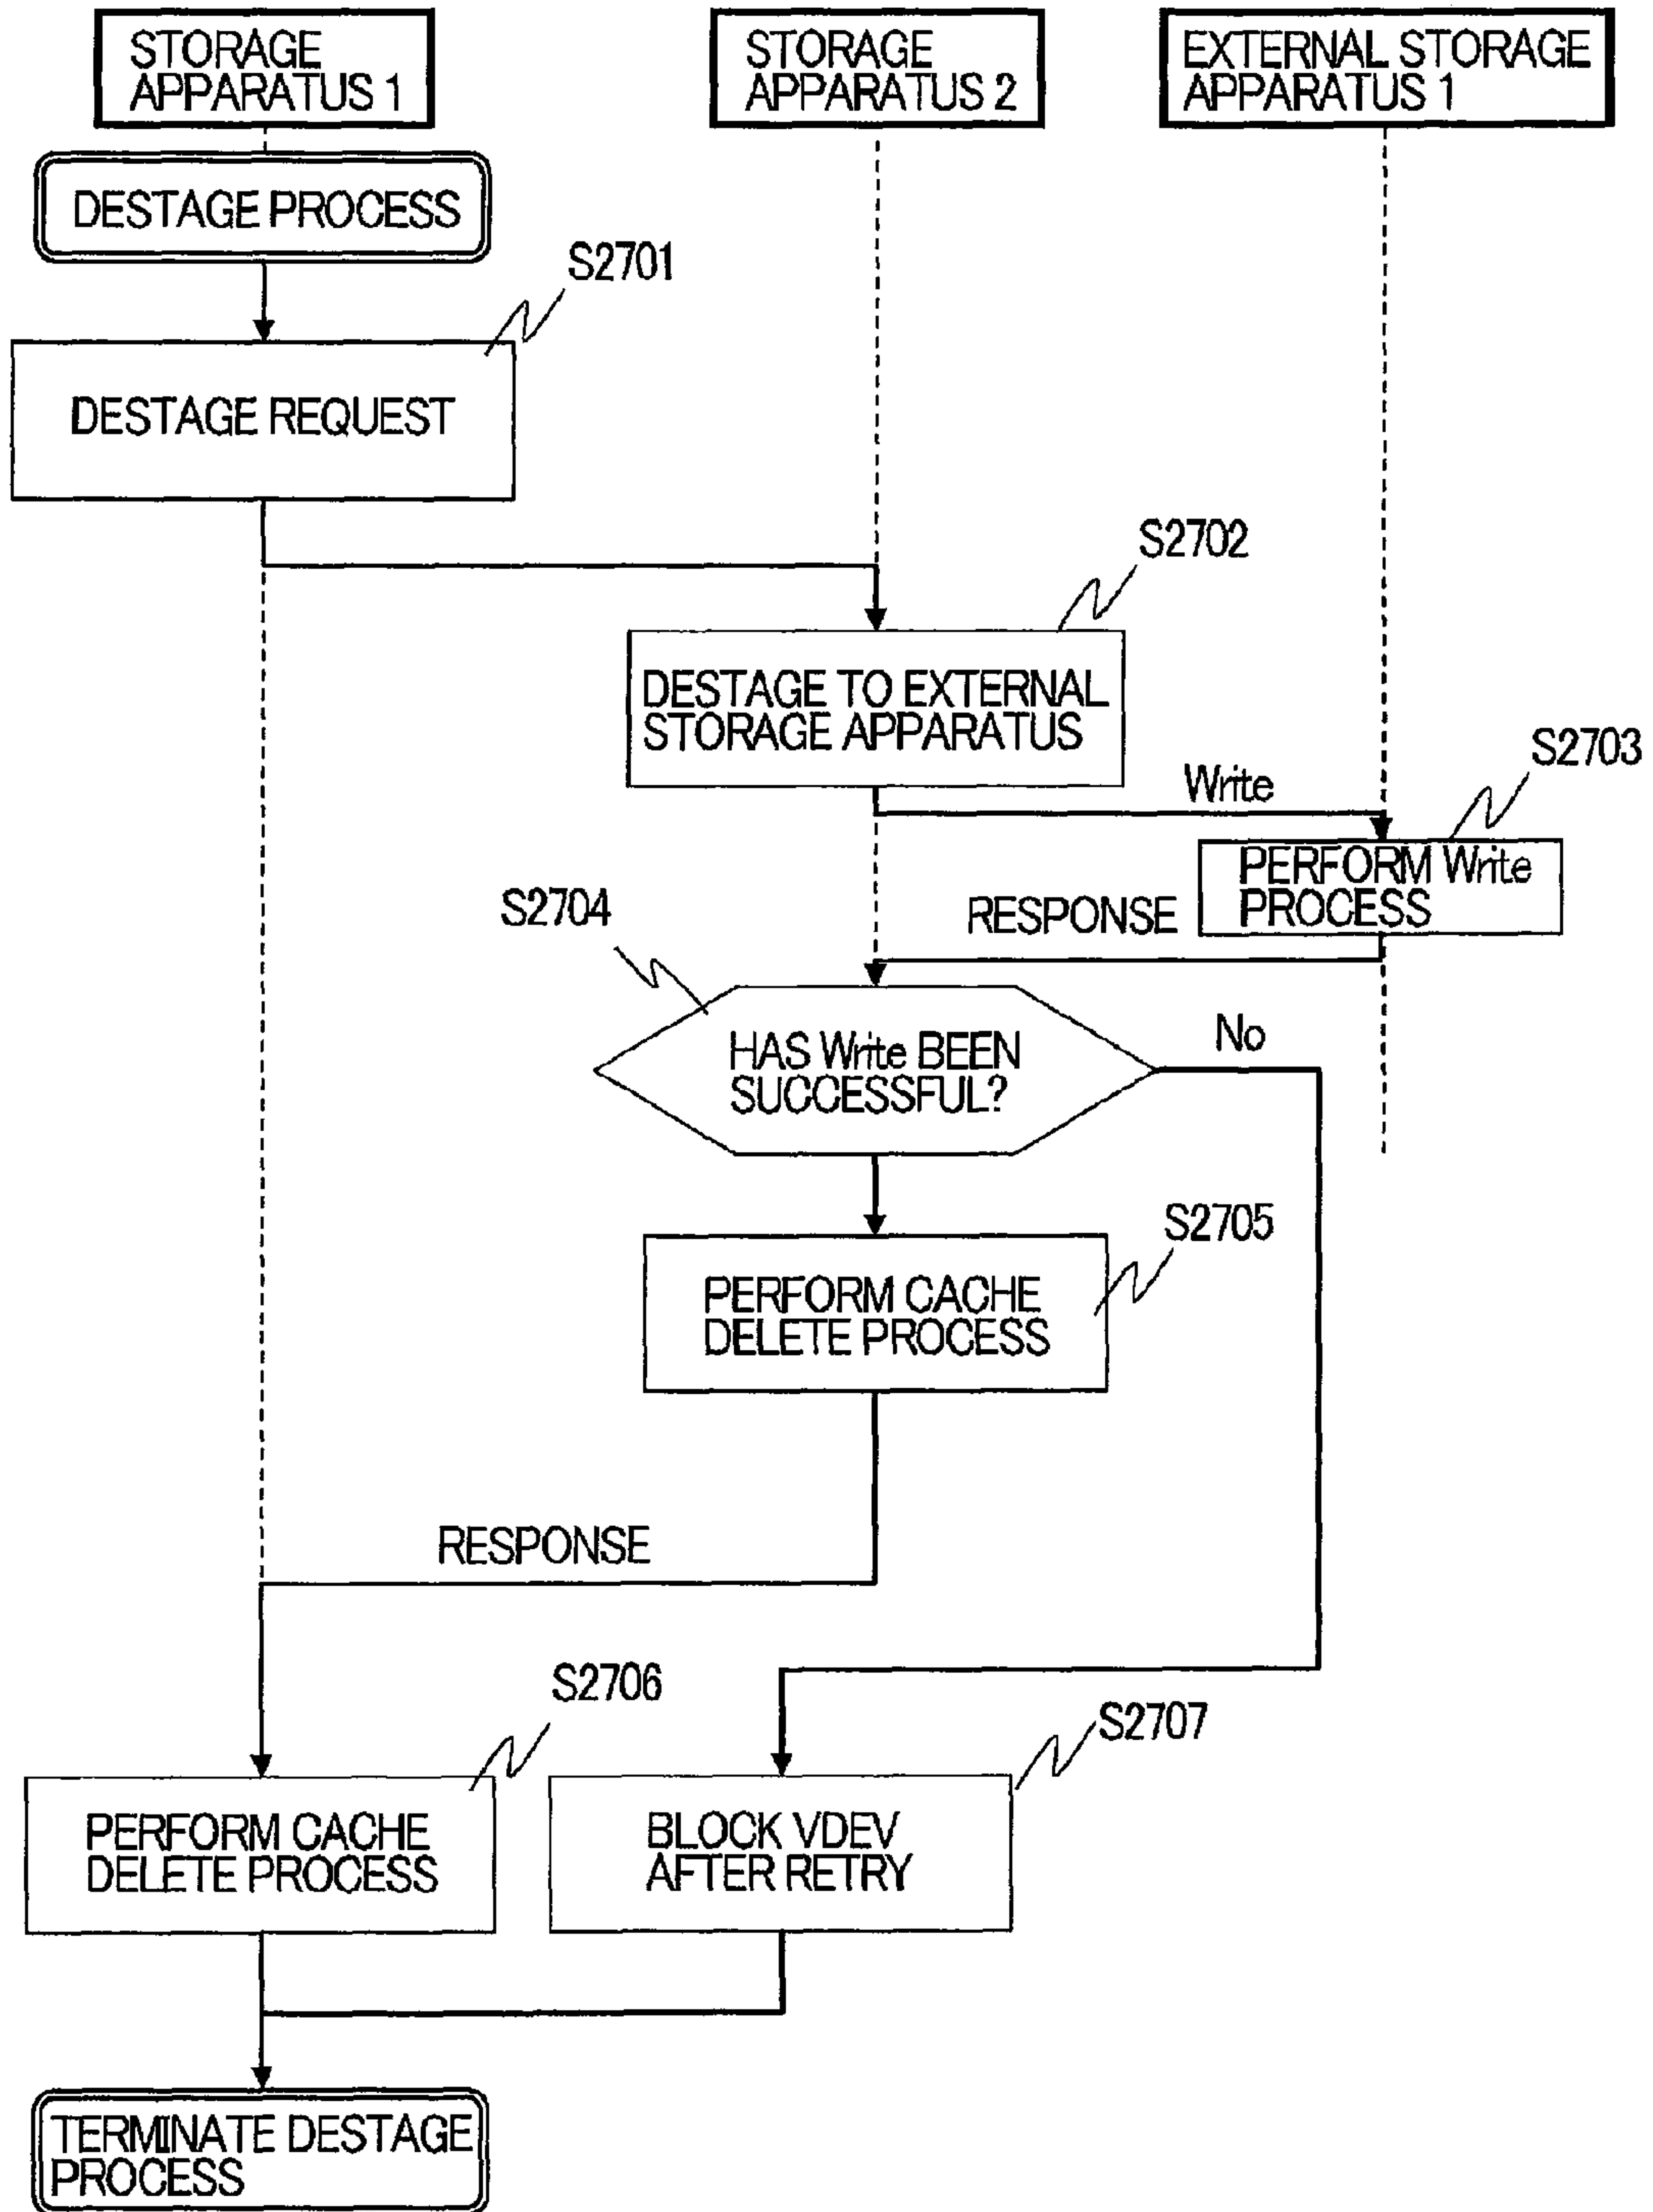 STORAGE
APPARATUS 1
STORAGE
APPARATUS 2
EXTERNAL STORAGE
APPARATUS 1
DESTAGE PROCESS
S2701
DESTAGE REQUEST
S2702
DESTAGE TO EXTERNAL
STORAGE APPARATUS
Write
S2703
PERFORM Write
PROCESS
RESPONSE
S2704
HAS Write BEEN
SUCCESSFUL?
No
S2705
PERFORM CACHE
DELETE PROCESS
RESPONSE
S2706
S2707
PERFORM CACHE
DELETE PROCESS
BLOCK VDEV
AFTER RETRY
TERMINATE DESTAGE
PROCESS